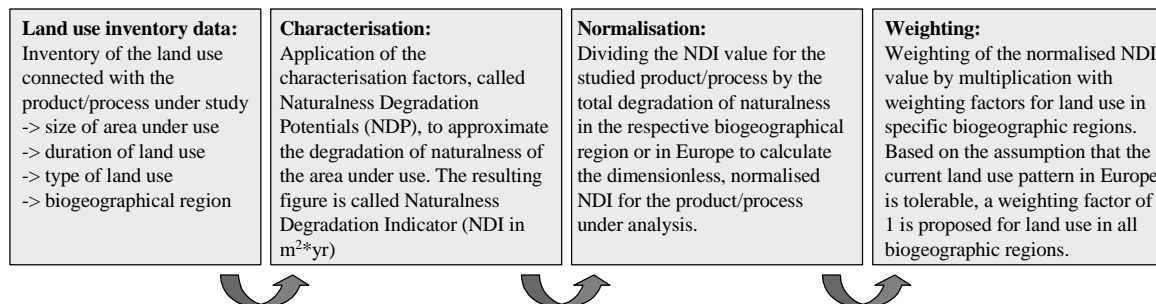 Land use inventory data:
Inventory of the land use
connected with the
product/process under study
-> size of area under use
-> duration of land use
-> type of land use
-> biogeographical region
Characterisation:
Application of the
characterisation factors, called
Naturalness Degradation
Potentials (NDP), to approximate
the degradation of naturalness of
the area under use. The resulting
figure is called Naturalness
Degradation Indicator (NDI in
m²*yr)
Normalisation:
Dividing the NDI value for the
studied product/process by the
total degradation of naturalness
in the respective biogeographical
region or in Europe to calculate
the dimensionless, normalised
NDI for the product/process
under analysis.
Weighting:
Weighting of the normalised NDI
value by multiplication with
weighting factors for land use in
specific biogeographic regions.
Based on the assumption that the
current land use pattern in Europe
is tolerable, a weighting factor of
1 is proposed for land use in all
biogeographic regions.